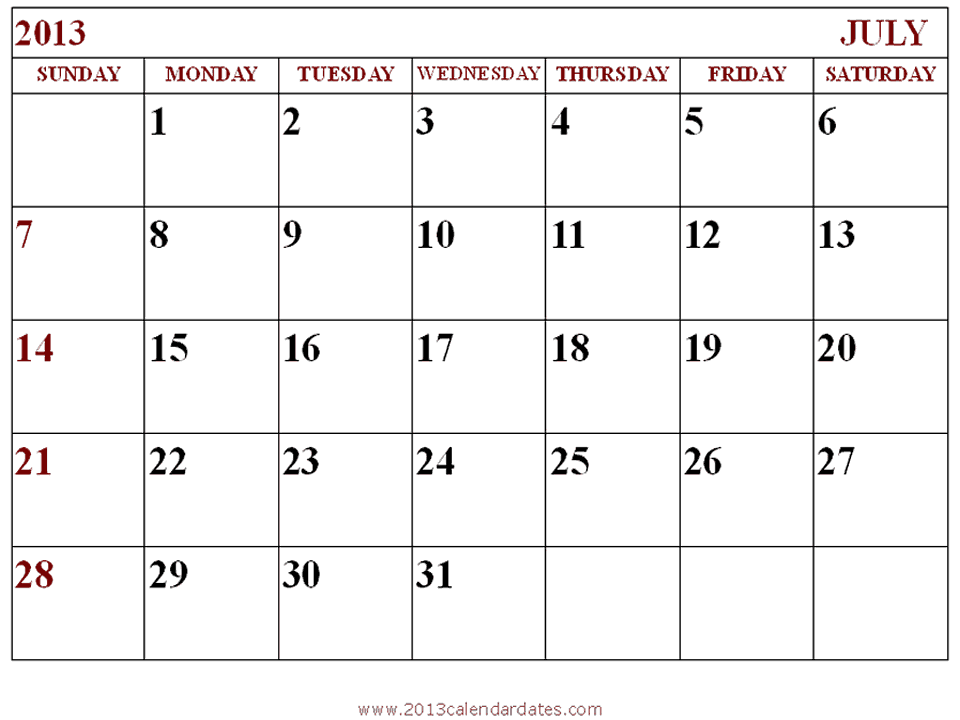 2013 JULY
SUNDAY MONDAY TUESDAY WEDNESDAY THURSDAY FRIDAY SATURDAY
1 2 3 4 5 6
7 8 9 10 11 12 13
14 15 16 17 18 19 20
21 22 23 24 25 26 27
28 29 30 31
www.2013calendardates.com